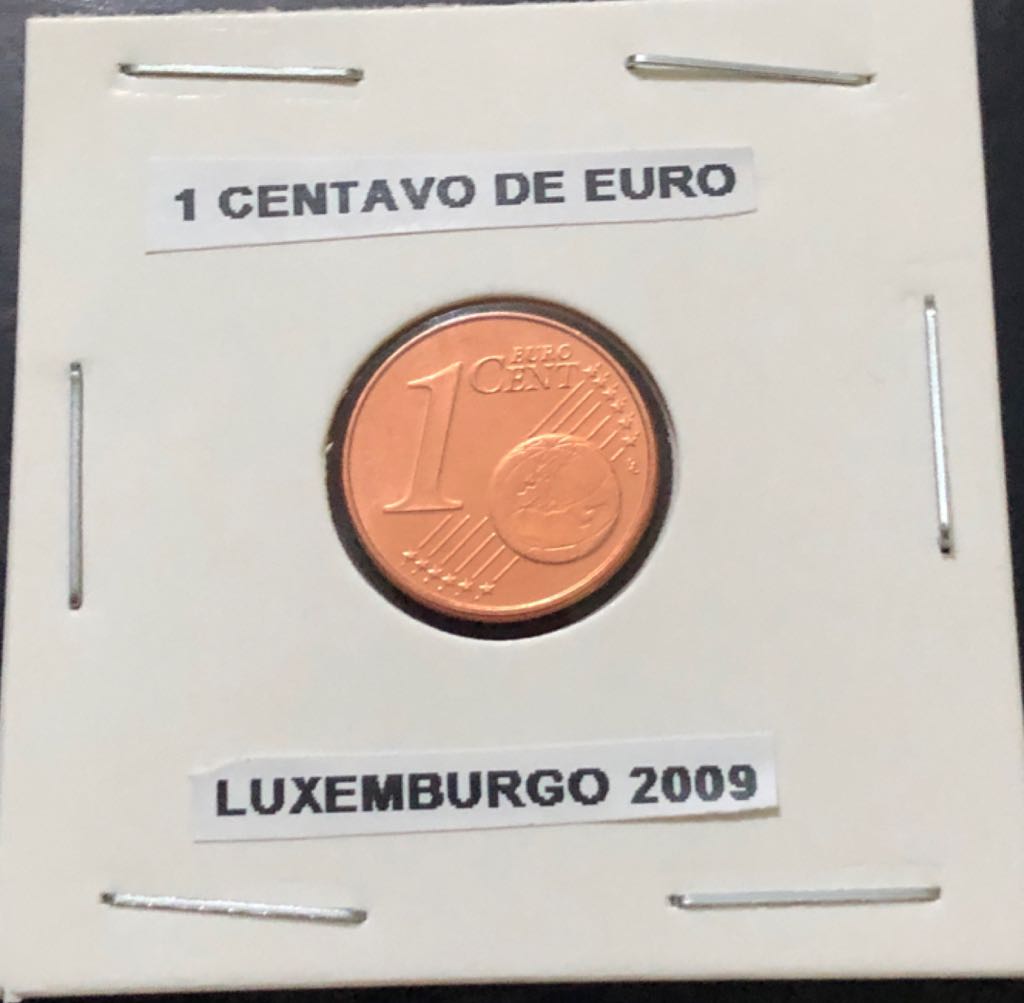 1 CENTAVO DE EURO
1 EURO
CENT
LUXEMBURGO 2009